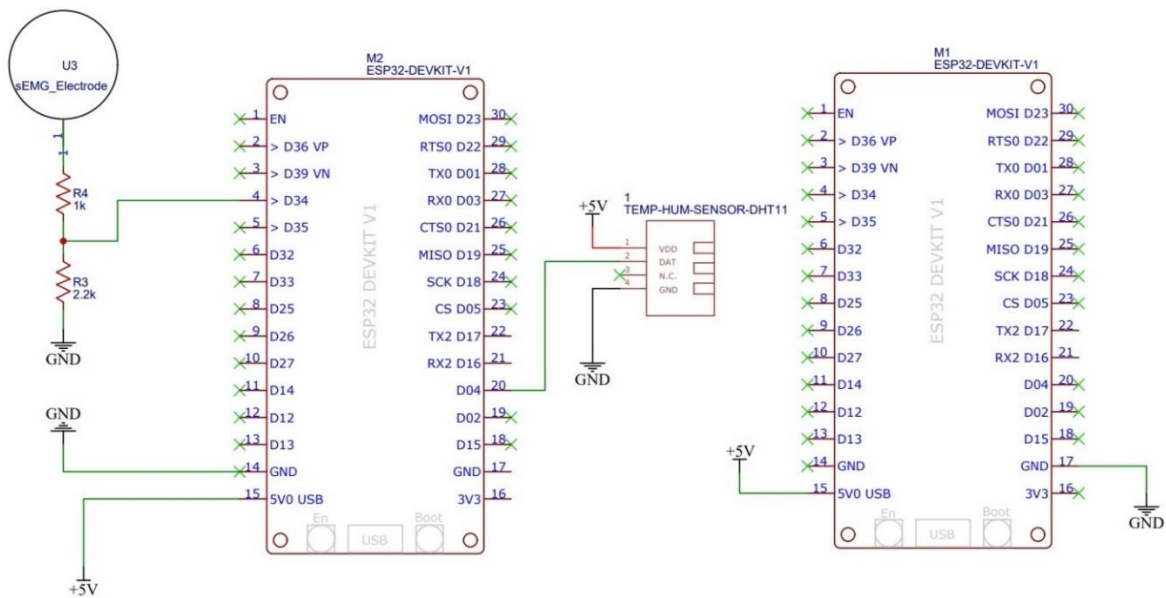 U3
sEMG_Electrode
1
1
R4
1k
R3
2.2k
GND
GND
+5V
M2
ESP32-DEVKIT-V1
1 EN
2 > D36 VP
3 > D39 VN
4 > D34
5 > D35
6 D32
7 D33
8 D25
9 D26
10 D27
11 D14
12 D12
13 D13
14 GND
15 5V0 USB
MOSI D23 30
RTS0 D22 29
TX0 D01 28
RX0 D03 27
CTS0 D21 26
MISO D19 25
SCK D18 24
CS D05 23
TX2 D17 22
RX2 D16 21
D04 20
D02 19
D15 18
GND 17
3V3 16
ESP32 DEVKIT V1
En
USB
Boot
+5V
1
TEMP-HUM-SENSOR-DHT11
1 VDD
2 DAT
3 N.C.
4 GND
GND
M1
ESP32-DEVKIT-V1
1 EN
2 > D36 VP
3 > D39 VN
4 > D34
5 > D35
6 D32
7 D33
8 D25
9 D26
10 D27
11 D14
12 D12
13 D13
14 GND
15 5V0 USB
MOSI D23 30
RTS0 D22 29
TX0 D01 28
RX0 D03 27
CTS0 D21 26
MISO D19 25
SCK D18 24
CS D05 23
TX2 D17 22
RX2 D16 21
D04 20
D02 19
D15 18
GND 17
3V3 16
ESP32 DEVKIT V1
En
USB
Boot
+5V
GND